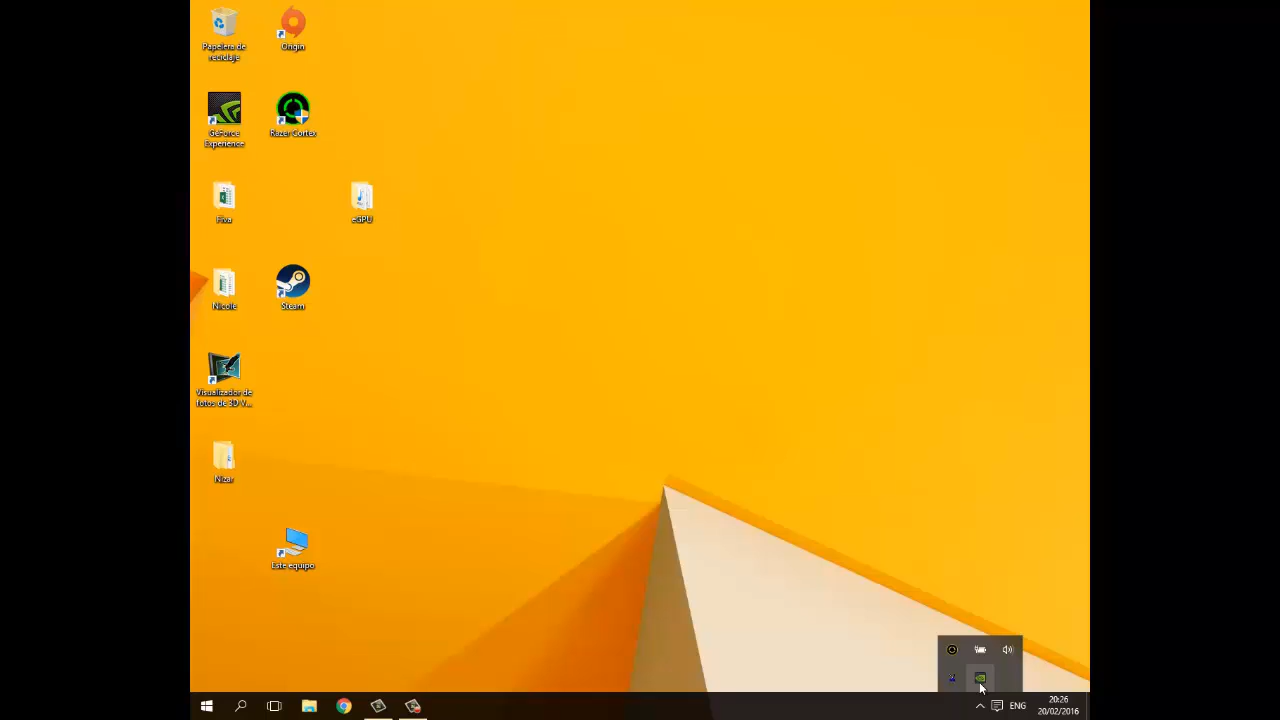 Papelera de
reciclaje
Origin
GeForce
Experience
Razer Cortex
Fiva
eGPU
Nicole
Steam
Visualizador de
fotos de 3D V...
Nizar
Este equipo
ENG
20:26
20/02/2016